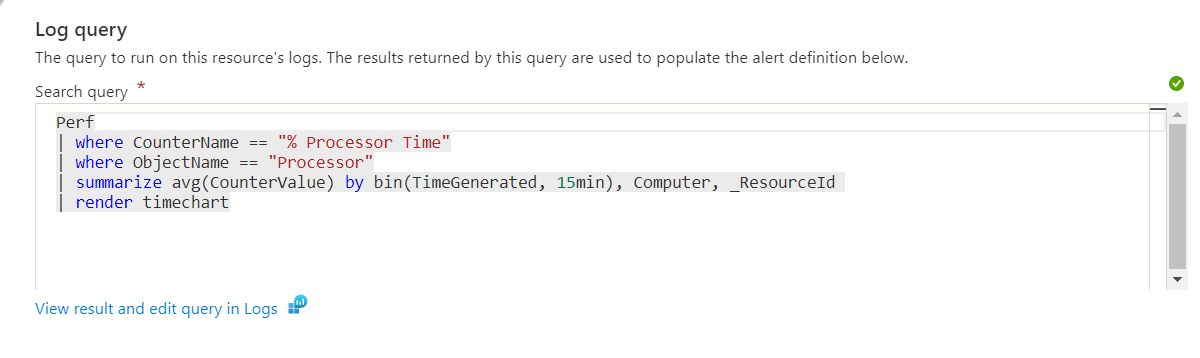 Log query
The query to run on this resource's logs. The results returned by this query are used to populate the alert definition below.
Search query *
Perf
| where CounterName == "% Processor Time"
| where ObjectName == "Processor"
| summarize avg(CounterValue) by bin(TimeGenerated, 15min), Computer, _ResourceId
| render timechart
View result and edit query in Logs